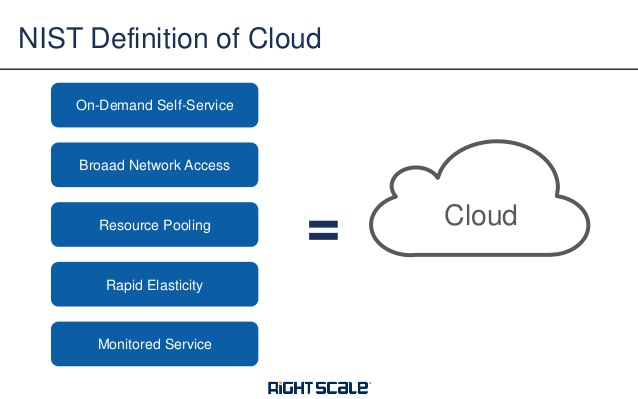 NIST Definition of Cloud
On-Demand Self-Service
Broaad Network Access
Resource Pooling
Rapid Elasticity
Monitored Service
=
Cloud
RIGHTSCALE